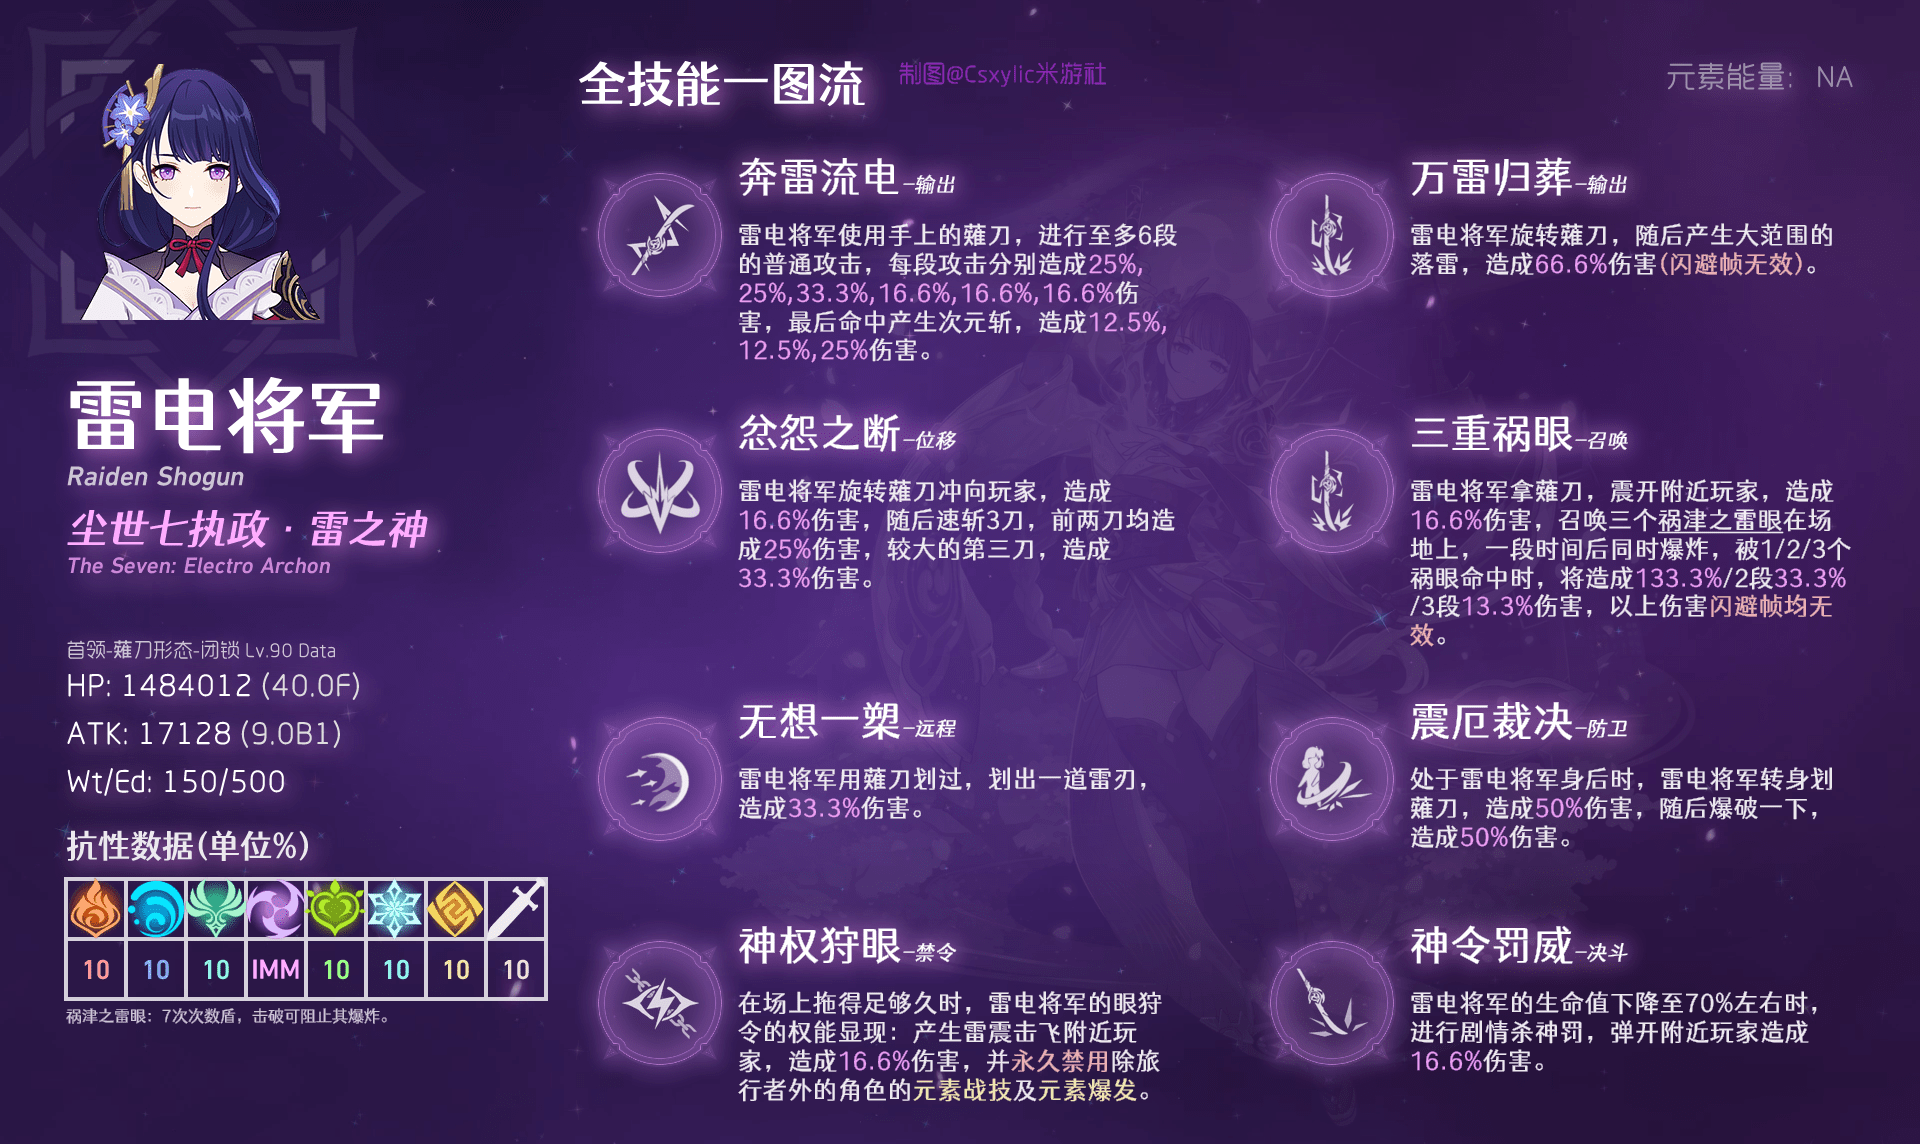 全技能一图流
制图@Csxylic米游社
元素能量: NA
雷电将军
Raiden Shogun
尘世七执政·雷之神
The Seven: Electro Archon
首领-薙刀形态-闭锁 Lv.90 Data
HP: 1484012 (40.0F)
ATK: 17128 (9.0B1)
Wt/Ed: 150/500
抗性数据(单位%)
10 10 10 IMM 10 10 10 10
祸津之雷眼：7次次数盾，击破可阻止其爆炸。
奔雷流电-输出
雷电将军使用手上的薙刀，进行至多6段
的普通攻击，每段攻击分别造成25%,
25%,33.3%,16.6%,16.6%,16.6%伤
害，最后命中产生次元斩，造成12.5%,
12.5%,25%伤害。
万雷归葬-输出
雷电将军旋转薙刀，随后产生大范围的
落雷，造成66.6%伤害(闪避帧无效)。
忿怨之断-位移
雷电将军旋转薙刀冲向玩家，造成
16.6%伤害，随后速斩3刀，前两刀均造
成25%伤害，较大的第三刀，造成
33.3%伤害。
三重祸眼-召唤
雷电将军拿薙刀，震开附近玩家，造成
16.6%伤害，召唤三个祸津之雷眼在场
地上，一段时间后同时爆炸，被1/2/3个
祸眼命中时，将造成133.3%/2段33.3%
/3段13.3%伤害，以上伤害闪避帧均无
效。
无想一槊-远程
雷电将军用薙刀划过，划出一道雷刃，
造成33.3%伤害。
震厄裁决-防卫
处于雷电将军身后时，雷电将军转身划
薙刀，造成50%伤害，随后爆破一下，
造成50%伤害。
神权狩眼-禁令
在场上拖得足够久时，雷电将军的眼狩
令的权能显现：产生雷震击飞附近玩
家，造成16.6%伤害，并永久禁用除旅
行者外的角色的元素战技及元素爆发。
神令罚威-决斗
雷电将军的生命值下降至70%左右时，
进行剧情杀神罚，弹开附近玩家造成
16.6%伤害。